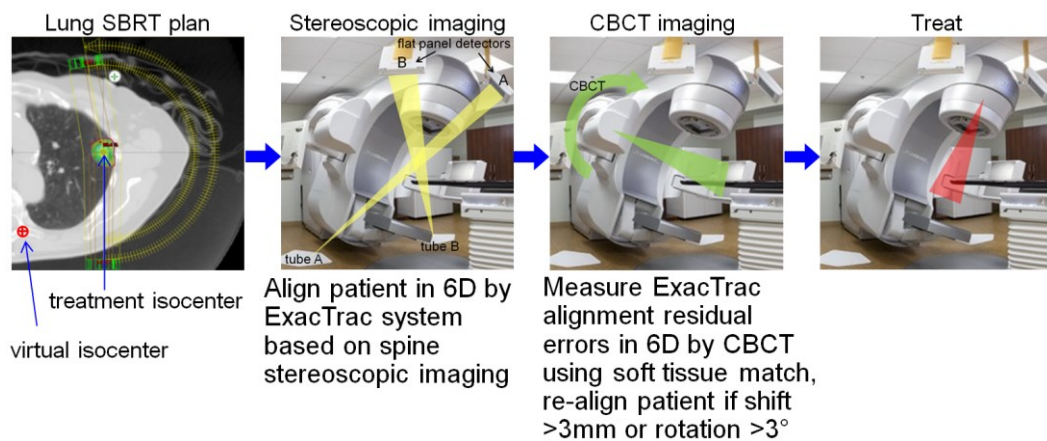 Lung SBRT plan
Stereoscopic imaging
CBCT imaging
Treat
flat panel detectors
B
A
tube A
tube B
CBCT
treatment isocenter
virtual isocenter
Align patient in 6D by
ExacTrac system
based on spine
stereoscopic imaging
Measure ExacTrac
alignment residual
errors in 6D by CBCT
using soft tissue match,
re-align patient if shift
>3mm or rotation >3°